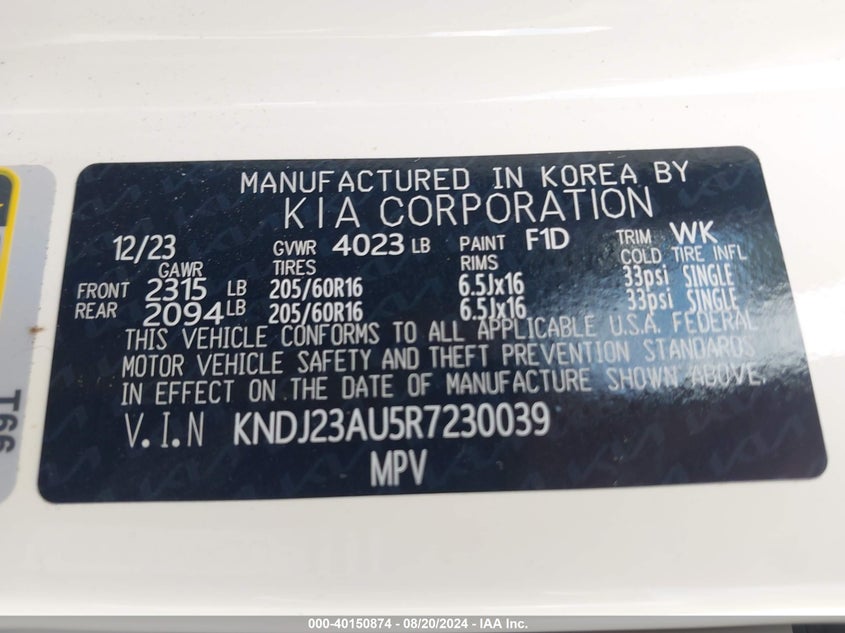 MANUFACTURED IN KOREA BY
KIA CORPORATION
12/23 GVWR 4023 LB PAINT F1D TRIM WK
GAWR TIRES RIMS COLD TIRE INFL
FRONT 2315 LB 205/60R16 6.5Jx16 33psi SINGLE
REAR 2094 LB 205/60R16 6.5Jx16 33psi SINGLE
THIS VEHICLE CONFORMS TO ALL APPLICABLE U.S.A. FEDERAL
MOTOR VEHICLE SAFETY AND THEFT PREVENTION STANDARDS
IN EFFECT ON THE DATE OF MANUFACTURE SHOWN ABOVE.
V.I.N KNDJ23AU5R7230039
MPV
T66
000-40150874 - 08/20/2024 - IAA Inc.